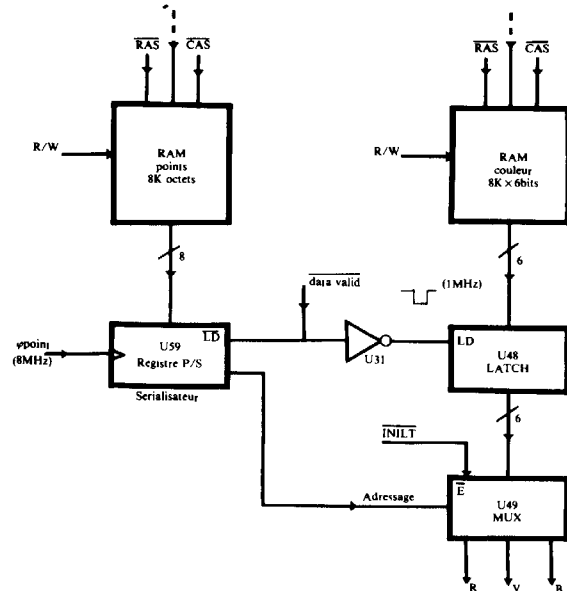 RAS CAS
RAS CAS
R/W
RAM
points
8K octets
R/W
RAM
couleur
8K × 6bits
8
6
data valid
(1MHz)
φpoint
(8MHz)
U59
Registre P/S
LD
Serialisateur
U31
LD
U48
LATCH
6
INILT
Adressage
E
U49
MUX
R V B